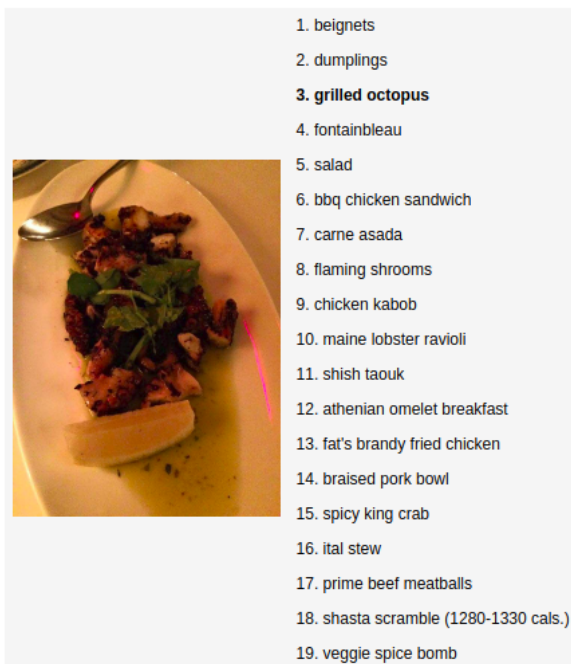 1. beignets
2. dumplings
3. grilled octopus
4. fontainbleau
5. salad
6. bbq chicken sandwich
7. carne asada
8. flaming shrooms
9. chicken kabob
10. maine lobster ravioli
11. shish taouk
12. athenian omelet breakfast
13. fat's brandy fried chicken
14. braised pork bowl
15. spicy king crab
16. ital stew
17. prime beef meatballs
18. shasta scramble (1280-1330 cals.)
19. veggie spice bomb